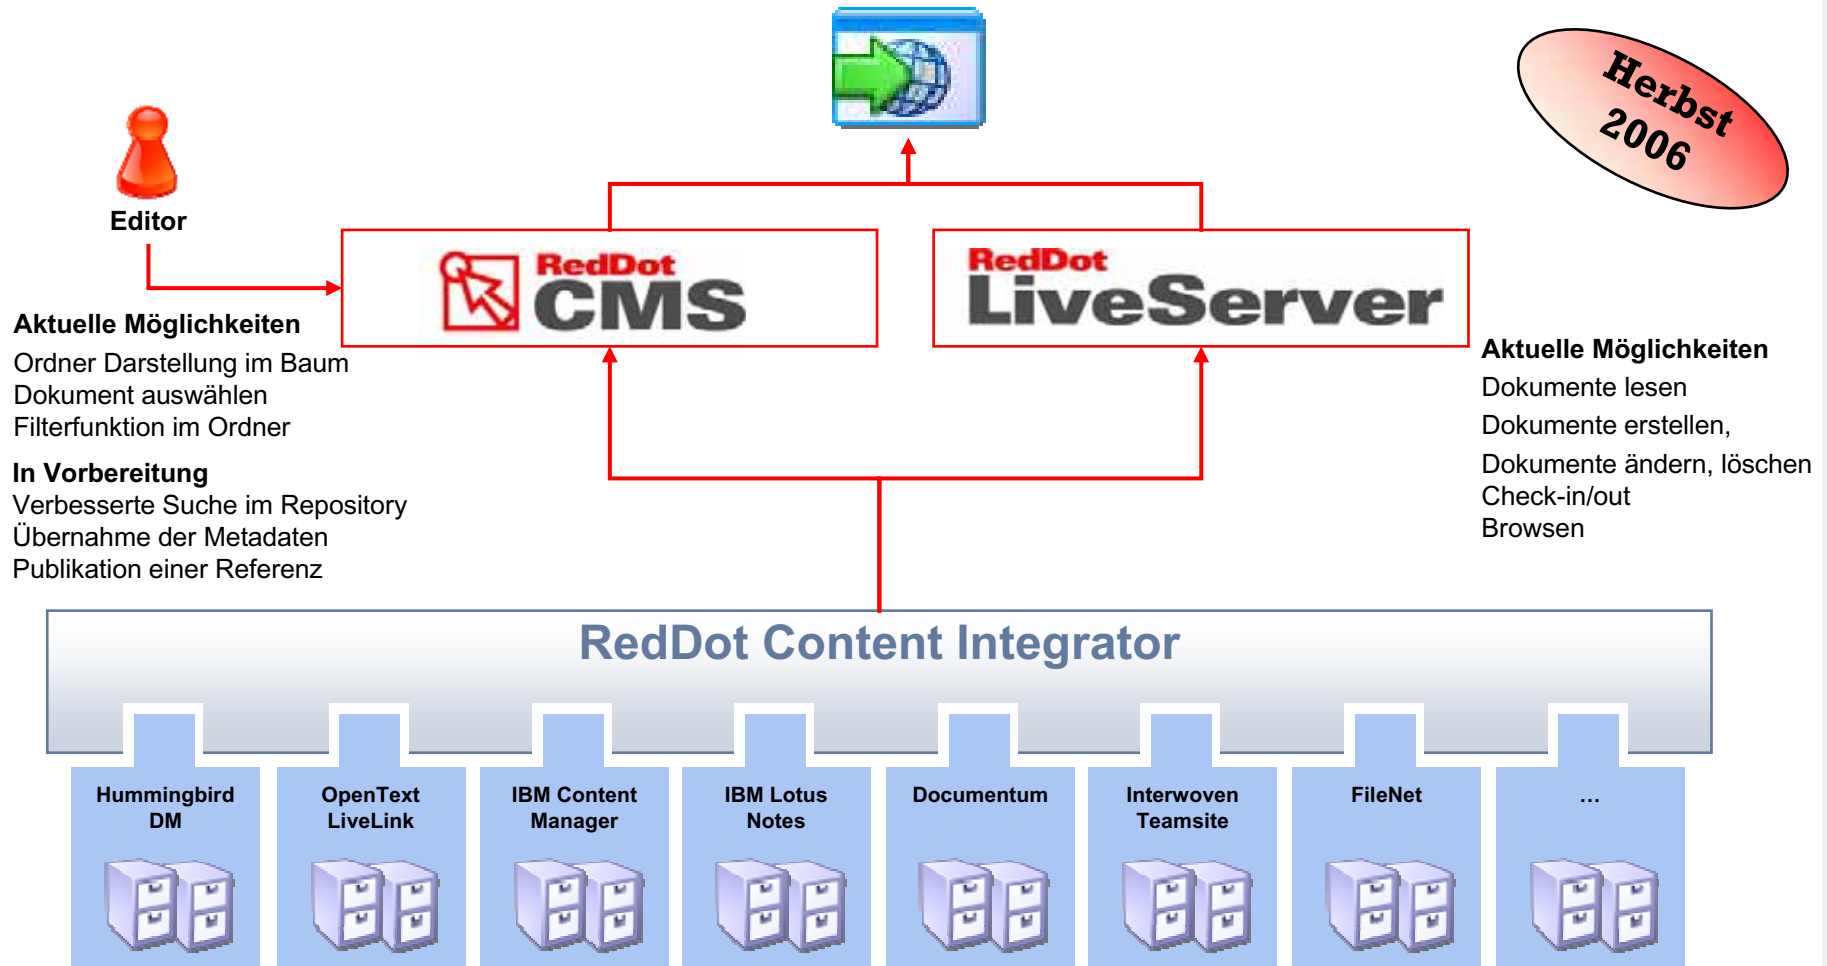 Herbst
2006
Editor
RedDot
CMS
RedDot
LiveServer
Aktuelle Möglichkeiten
Ordner Darstellung im Baum
Dokument auswählen
Filterfunktion im Ordner
In Vorbereitung
Verbesserte Suche im Repository
Übernahme der Metadaten
Publikation einer Referenz
Aktuelle Möglichkeiten
Dokumente lesen
Dokumente erstellen,
Dokumente ändern, löschen
Check-in/out
Browsen
RedDot Content Integrator
Hummingbird
DM
OpenText
LiveLink
IBM Content
Manager
IBM Lotus
Notes
Documentum
Interwoven
Teamsite
FileNet
...